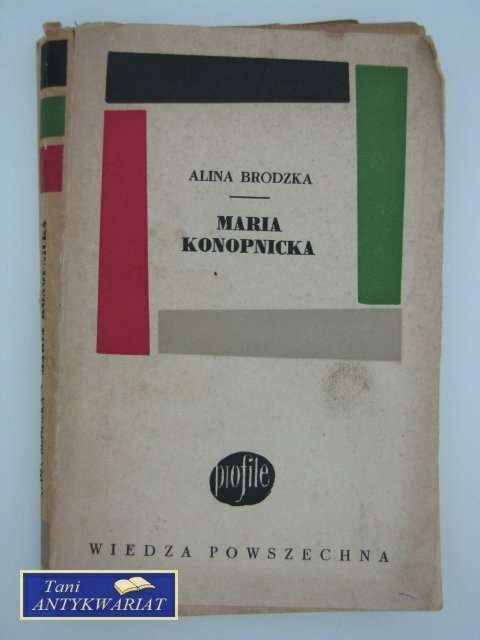 ALINA BRODZKA
MARIA
KONOPNICKA
profile
WIEDZA POWSZECHNA
Tani
ANTYKWARIAT